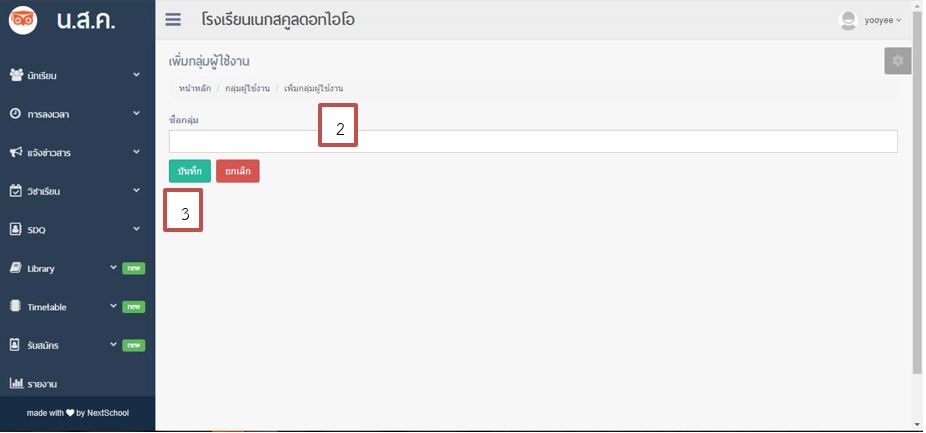 น.ส.ค.
โรงเรียนเนกสคูลดอทไอโอ
yooyee
เพิ่มกลุ่มผู้ใช้งาน
หน้าหลัก / กลุ่มผู้ใช้งาน / เพิ่มกลุ่มผู้ใช้งาน
ชื่อกลุ่ม
2
บันทึก ยกเลิก
3
นักเรียน
การลงเวลา
แจ้งข่าวสาร
วิชาเรียน
SDQ
Library new
Timetable new
รับสมัคร new
รายงาน
made with by NextSchool